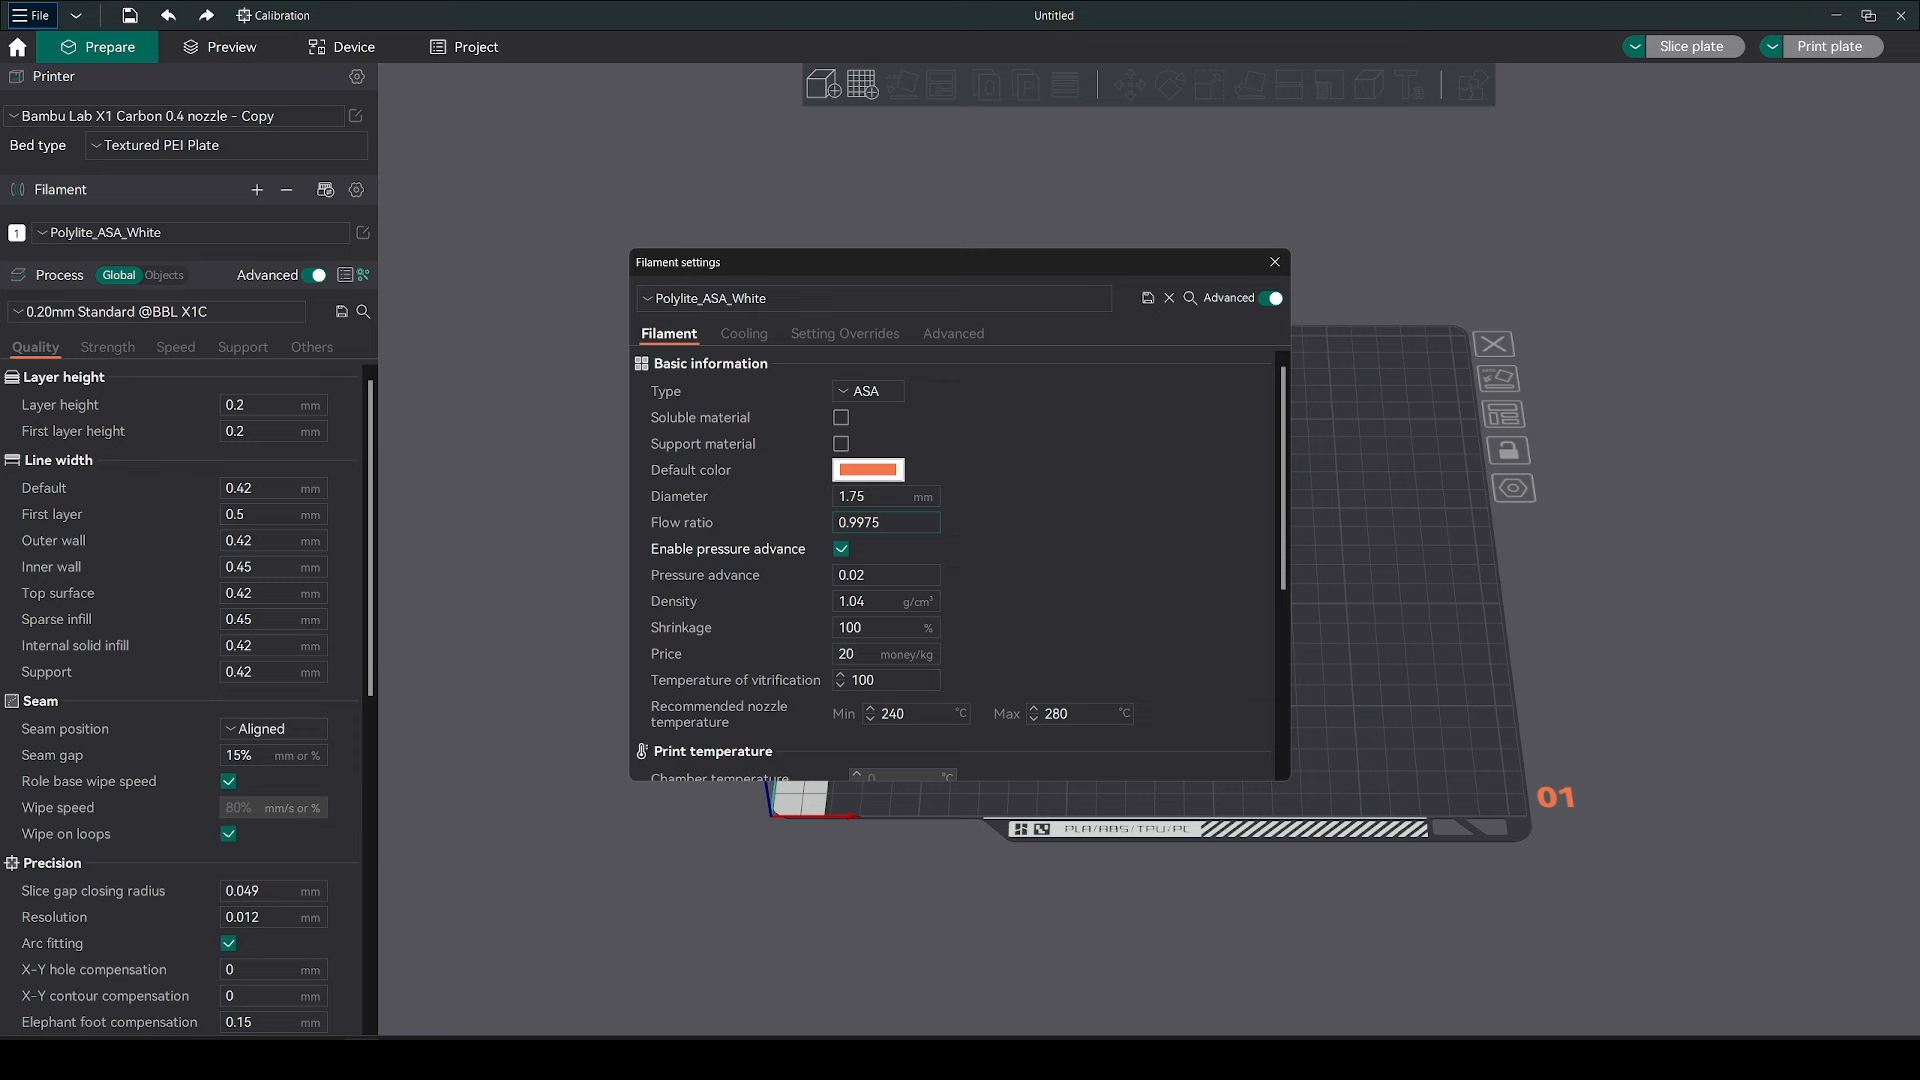 File
Calibration
Untitled
Prepare
Preview
Device
Project
Slice plate
Print plate
Printer
Bambu Lab X1 Carbon 0.4 nozzle - Copy
Bed type
Textured PEI Plate
Filament
1
Polylite_ASA_White
Process
Global
Objects
Advanced
0.20mm Standard @BBL X1C
Quality
Strength
Speed
Support
Others
Layer height
Layer height 0.2 mm
First layer height 0.2 mm
Line width
Default 0.42 mm
First layer 0.5 mm
Outer wall 0.42 mm
Inner wall 0.45 mm
Top surface 0.42 mm
Sparse infill 0.45 mm
Internal solid infill 0.42 mm
Support 0.42 mm
Seam
Seam position Aligned
Seam gap 15% mm or %
Role base wipe speed
Wipe speed 80% mm/s or %
Wipe on loops
Precision
Slice gap closing radius 0.049 mm
Resolution 0.012 mm
Arc fitting
X-Y hole compensation 0 mm
X-Y contour compensation 0 mm
Elephant foot compensation 0.15 mm
Filament settings
Polylite_ASA_White
Advanced
Filament
Cooling
Setting Overrides
Advanced
Basic information
Type ASA
Soluble material
Support material
Default color
Diameter 1.75 mm
Flow ratio 0.9975
Enable pressure advance
Pressure advance 0.02
Density 1.04 g/cm³
Shrinkage 100 %
Price 20 money/kg
Temperature of vitrification 100
Recommended nozzle
temperature
Min 240 °C Max 280 °C
Print temperature
Chamber temperature 0 °C
01
PLA/ABS/TPU/PC